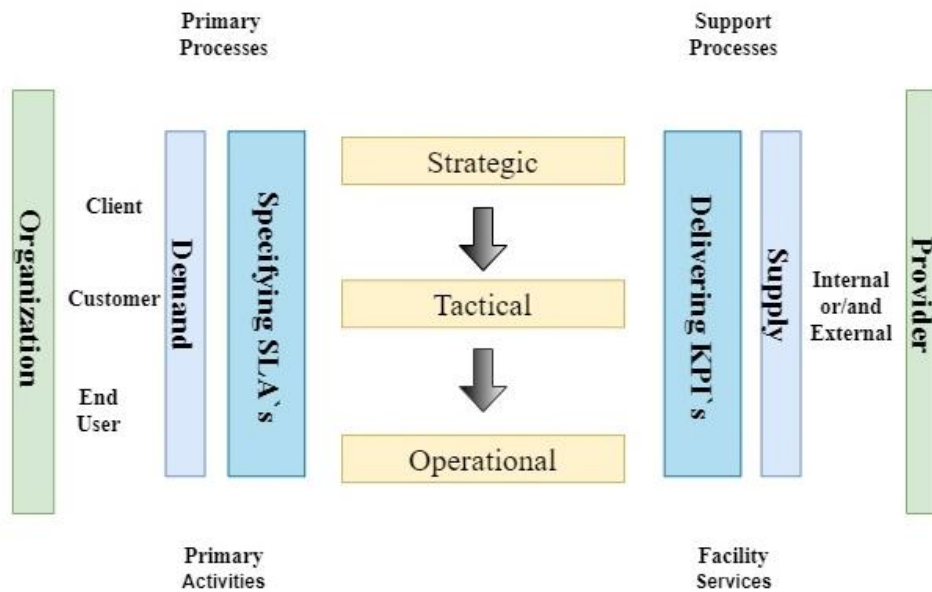 Primary
Processes
Support
Processes
Organization
Client
Customer
End
User
Demand
Specifying SLA`s
Strategic
Tactical
Operational
Delivering KPI`s
Supply
Internal
or/and
External
Provider
Primary
Activities
Facility
Services